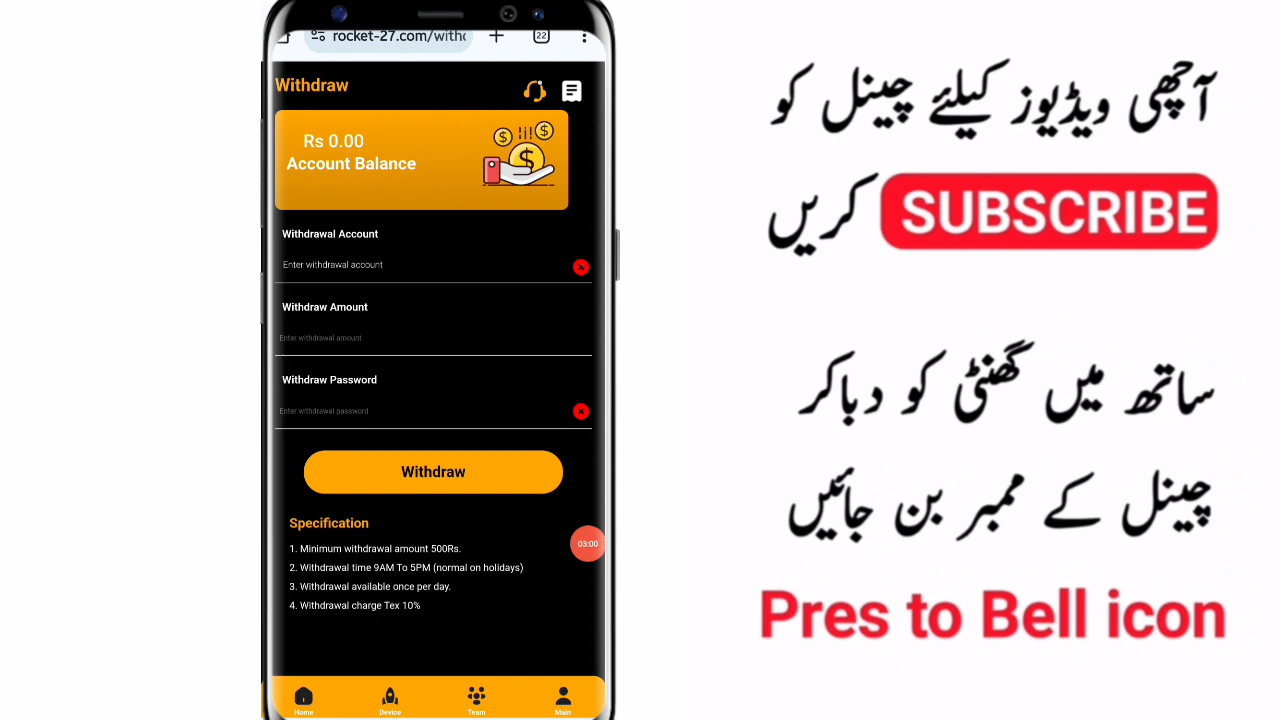 rocket-27.com/with
22
Withdraw
Rs 0.00
Account Balance
Withdrawal Account
Enter withdrawal account
Withdraw Amount
Enter withdrawal amount
Withdraw Password
Enter withdrawal password
Withdraw
Specification
1. Minimum withdrawal amount 500Rs.
2. Withdrawal time 9AM To 5PM (normal on holidays)
3. Withdrawal available once per day.
4. Withdrawal charge Tex 10%
03:00
Home
Device
Team
Main
آچھی ویڈیوز کیلئے چینل کو
SUBSCRIBE کریں
ساتھ میں گھنٹی کو دباکر
چینل کے ممبر بن جائیں
Pres to Bell icon